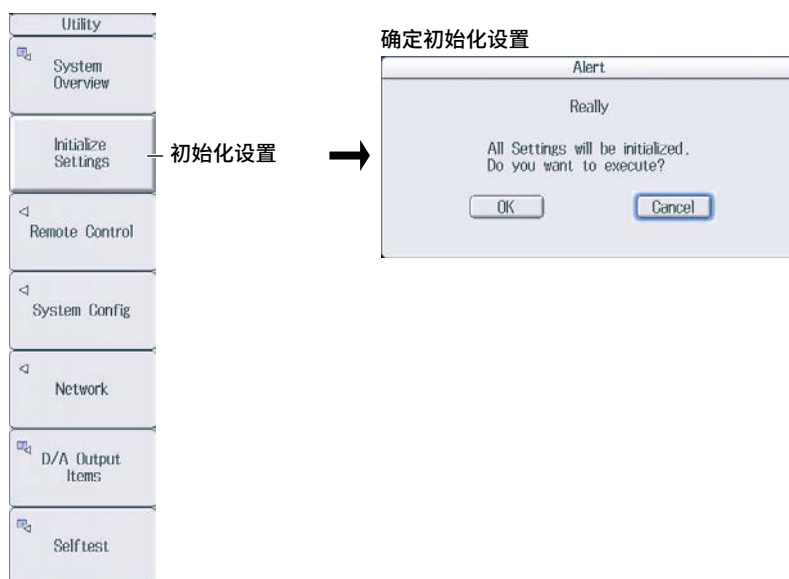 Utility
System
Overview
Initialize
Settings
初始化设置
Remote Control
System Config
Network
D/A Output
Items
Selftest
确定初始化设置
Alert
Really
All Settings will be initialized.
Do you want to execute?
OK
Cancel